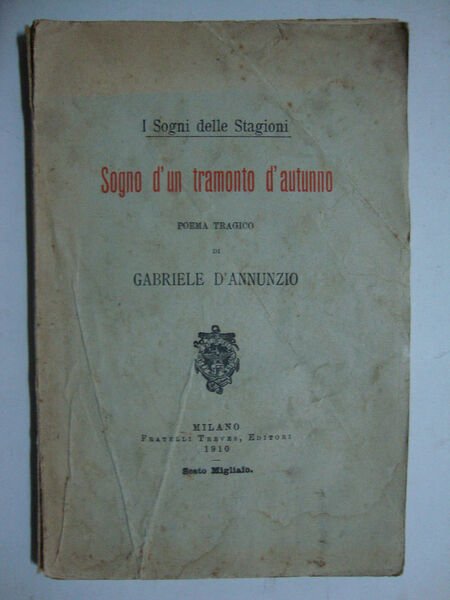 I Sogni delle Stagioni
Sogno d'un tramonto d'autunno
POEMA TRAGICO
DI
GABRIELE D'ANNUNZIO
MILANO
FRATELLI TREVES, EDITORI
1910
Sesto Migliaio.